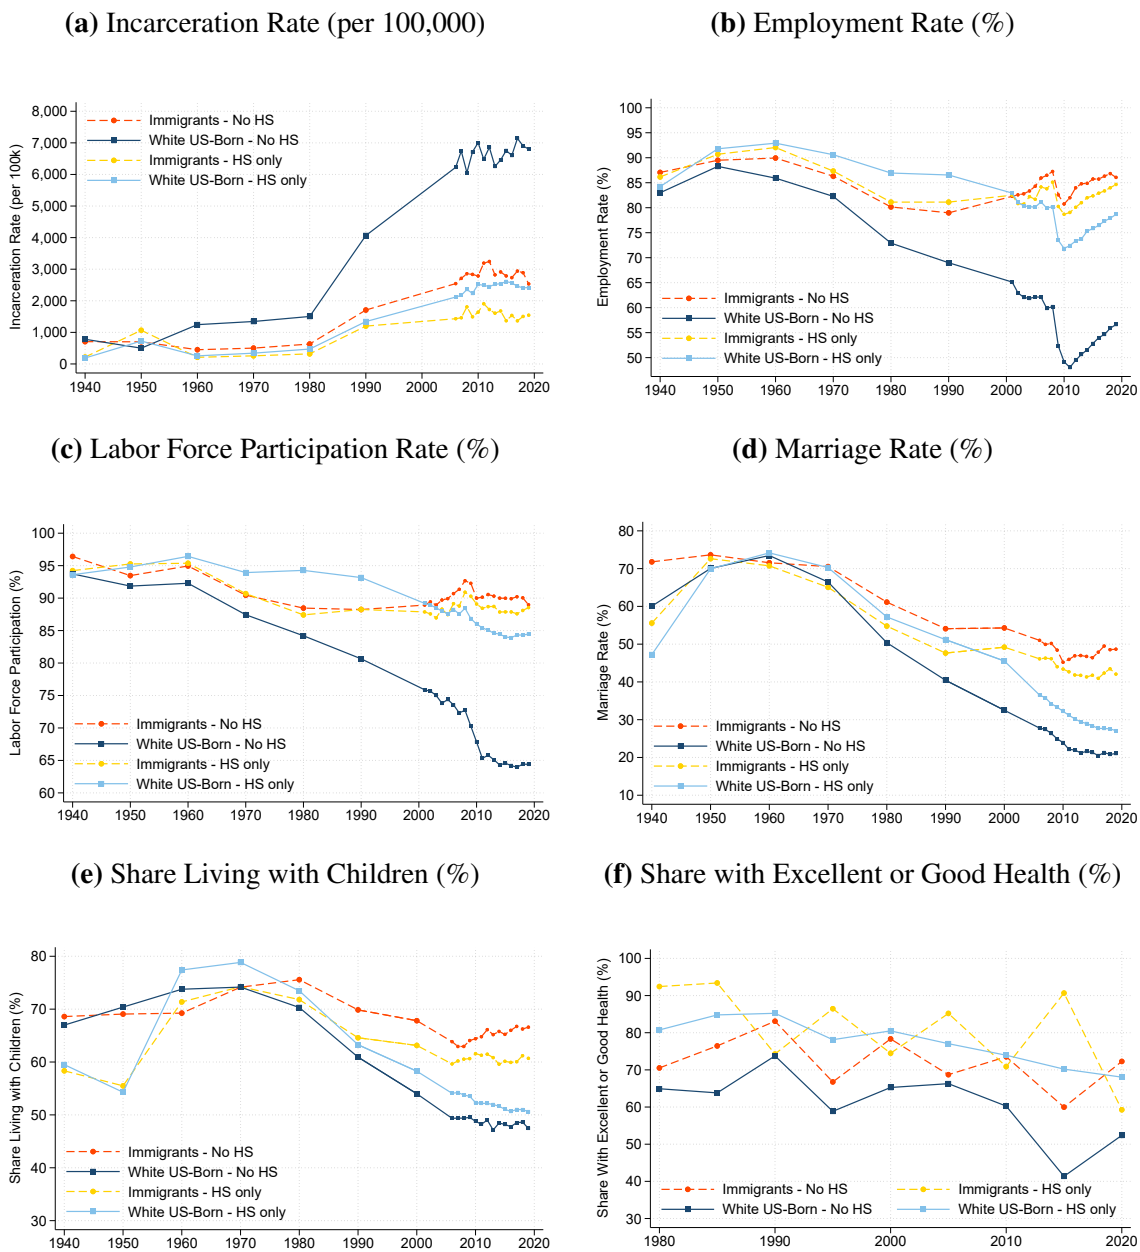 (a) Incarceration Rate (per 100,000)
Incarceration Rate (per 100k)
8,000
7,000
6,000
5,000
4,000
3,000
2,000
1,000
0
Immigrants - No HS
White US-Born - No HS
Immigrants - HS only
White US-Born - HS only
1940 1950 1960 1970 1980 1990 2000 2010 2020
(b) Employment Rate (%)
Employment Rate (%)
100
95
90
85
80
75
70
65
60
55
50
Immigrants - No HS
White US-Born - No HS
Immigrants - HS only
White US-Born - HS only
1940 1950 1960 1970 1980 1990 2000 2010 2020
(c) Labor Force Participation Rate (%)
Labor Force Participation (%)
100
95
90
85
80
75
70
65
60
Immigrants - No HS
White US-Born - No HS
Immigrants - HS only
White US-Born - HS only
1940 1950 1960 1970 1980 1990 2000 2010 2020
(d) Marriage Rate (%)
Marriage Rate (%)
80
70
60
50
40
30
20
10
Immigrants - No HS
White US-Born - No HS
Immigrants - HS only
White US-Born - HS only
1940 1950 1960 1970 1980 1990 2000 2010 2020
(e) Share Living with Children (%)
Share Living with Children (%)
80
70
60
50
40
30
Immigrants - No HS
White US-Born - No HS
Immigrants - HS only
White US-Born - HS only
1940 1950 1960 1970 1980 1990 2000 2010 2020
(f) Share with Excellent or Good Health (%)
Share With Excellent or Good Health (%)
100
90
80
70
60
50
40
30
Immigrants - No HS Immigrants - HS only
White US-Born - No HS White US-Born - HS only
1980 1990 2000 2010 2020